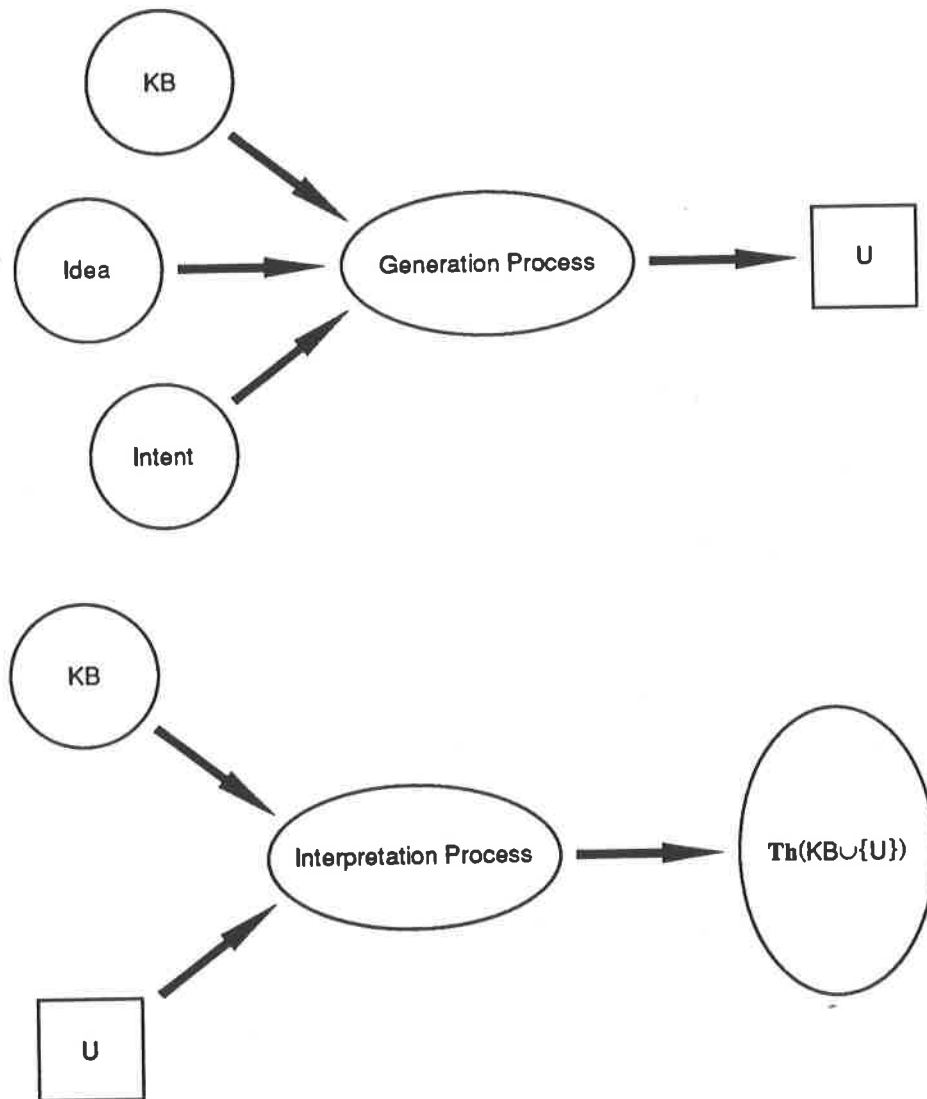 KB
Idea
Generation Process
U
Intent
KB
Interpretation Process
Th(KB∪{U})
U